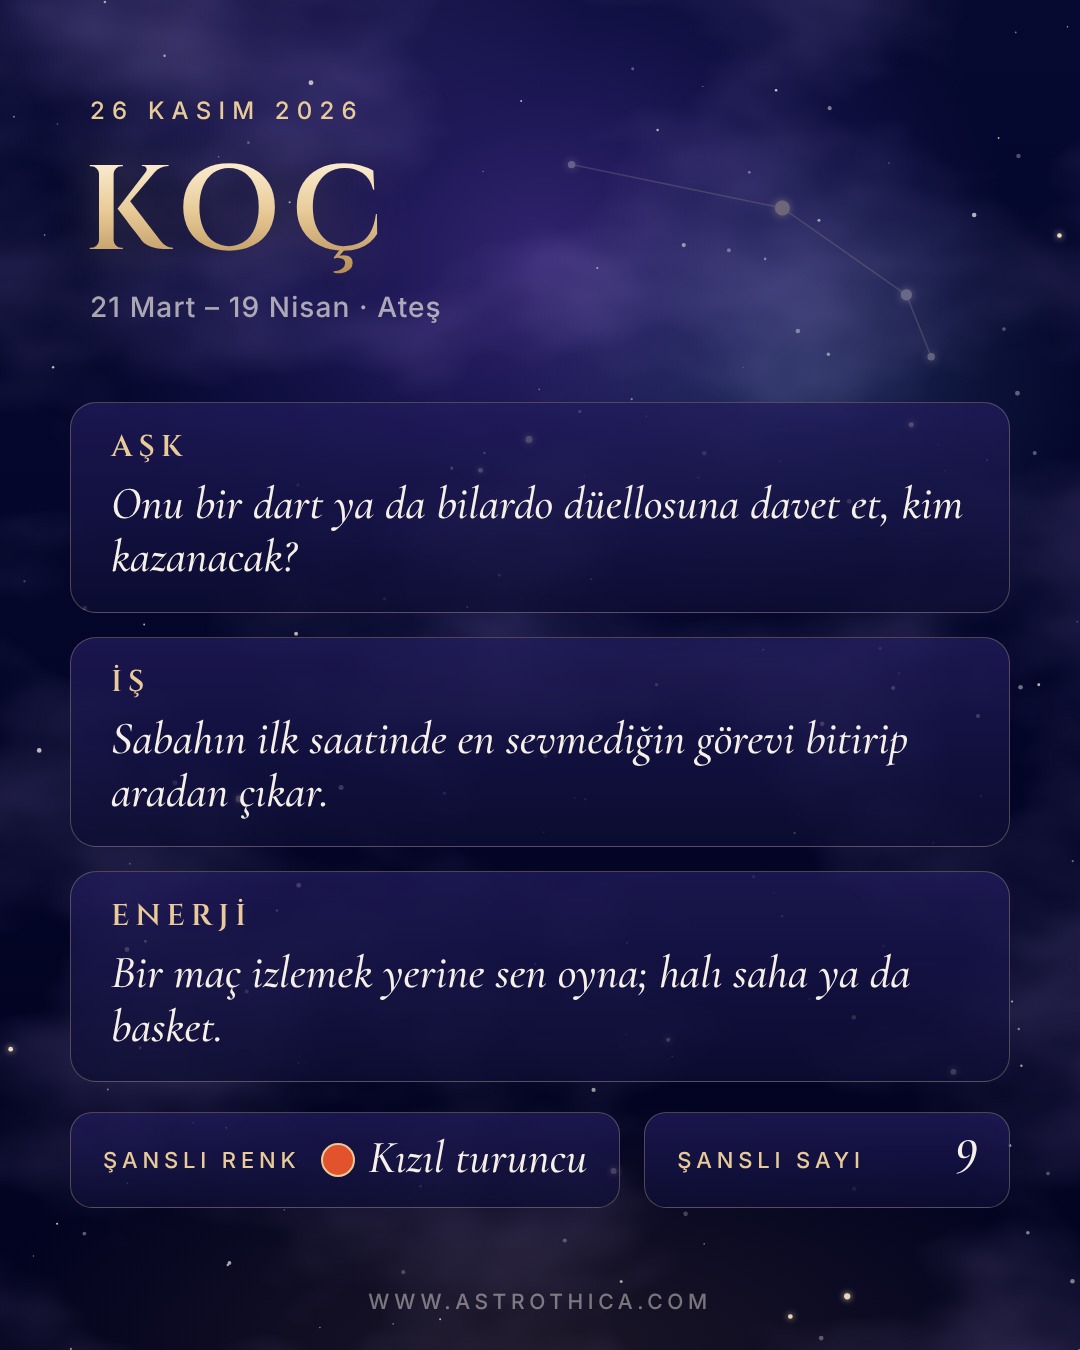 26 KASIM 2026
KOÇ
21 Mart – 19 Nisan · Ateş
AŞK
Onu bir dart ya da bilardo düellosuna davet et, kim
kazanacak?
İŞ
Sabahın ilk saatinde en sevmediğin görevi bitirip
aradan çıkar.
ENERJİ
Bir maç izlemek yerine sen oyna; halı saha ya da
basket.
ŞANSLI RENK Kızıl turuncu
ŞANSLI SAYI 9
WWW.ASTROTHICA.COM